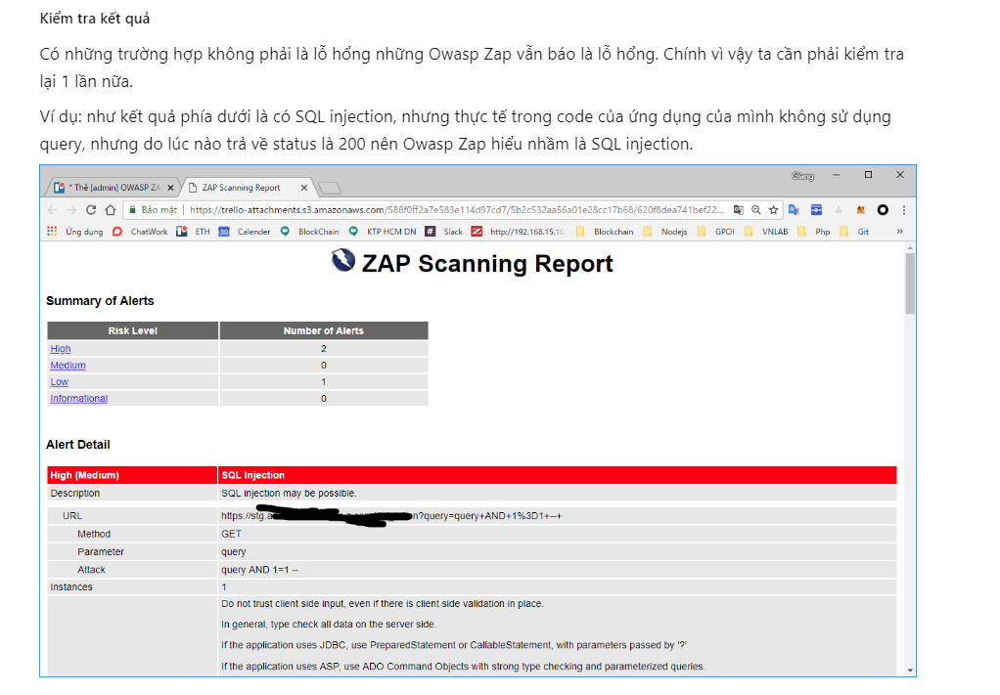 Kiểm tra kết quả
Có những trường hợp không phải là lỗ hổng những Owasp Zap vẫn báo là lỗ hổng. Chính vì vậy ta cần phải kiểm tra
lại 1 lần nữa.
Ví dụ: như kết quả phía dưới là có SQL injection, nhưng thực tế trong code của ứng dụng của mình không sử dụng
query, nhưng do lúc nào trả về status là 200 nên Owasp Zap hiểu nhầm là SQL injection.
Giang
* Thẻ [admin] OWASP ZA
ZAP Scanning Report
Bảo mật | https://trello-attachments.s3.amazonaws.com/588f0ff2a7e583e114d97cd7/5b2c532aa56a01e28cc17b68/620f8dea741bef22...
Ứng dụng ChatWork ETH 30 Calender BlockChain KTP HCM DN # Slack Z http://192.168.15.10 Blockchain Nodejs GPOI VNLAB Php Git »
ZAP Scanning Report
Summary of Alerts
Risk Level Number of Alerts
High 2
Medium 0
Low 1
Informational 0
Alert Detail
High (Medium) SQL Injection
Description SQL injection may be possible.
URL https://stg.a n?query=query+AND+1%3D1+--+
Method GET
Parameter query
Attack query AND 1=1 --
Instances 1
Do not trust client side input, even if there is client side validation in place.
In general, type check all data on the server side.
If the application uses JDBC, use PreparedStatement or CallableStatement, with parameters passed by '?'
If the application uses ASP, use ADO Command Objects with strong type checking and parameterized queries.